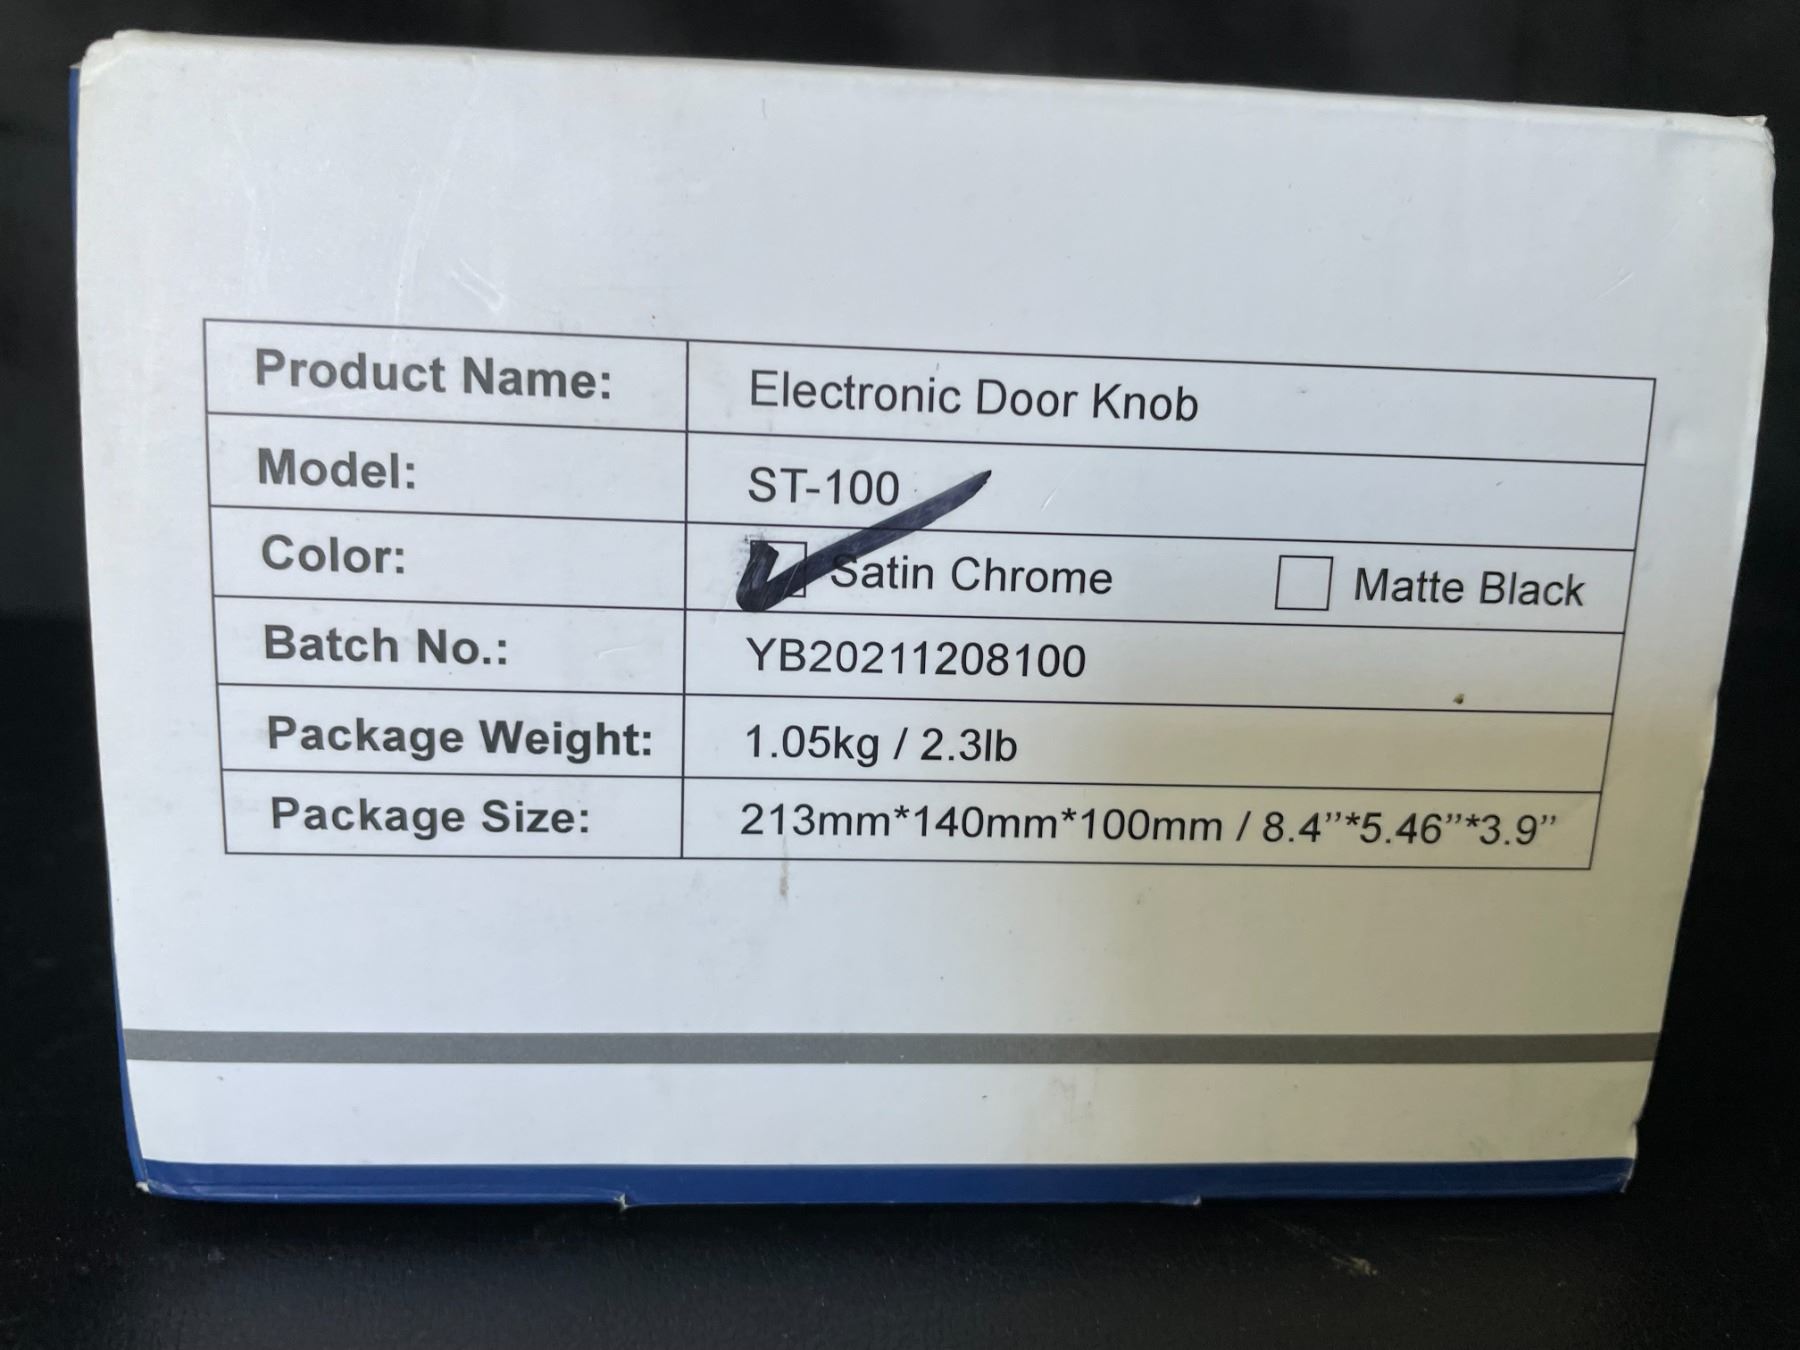 Product Name: Electronic Door Knob
Model: ST-100
Color: Satin Chrome Matte Black
Batch No.: YB20211208100
Package Weight: 1.05kg / 2.3lb
Package Size: 213mm*140mm*100mm / 8.4”*5.46”*3.9”